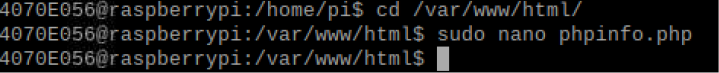 4070E056@raspberrypi:/home/pi$ cd /var/www/html/
4070E056@raspberrypi:/var/www/html$ sudo nano phpinfo.php
4070E056@raspberrypi:/var/www/html$